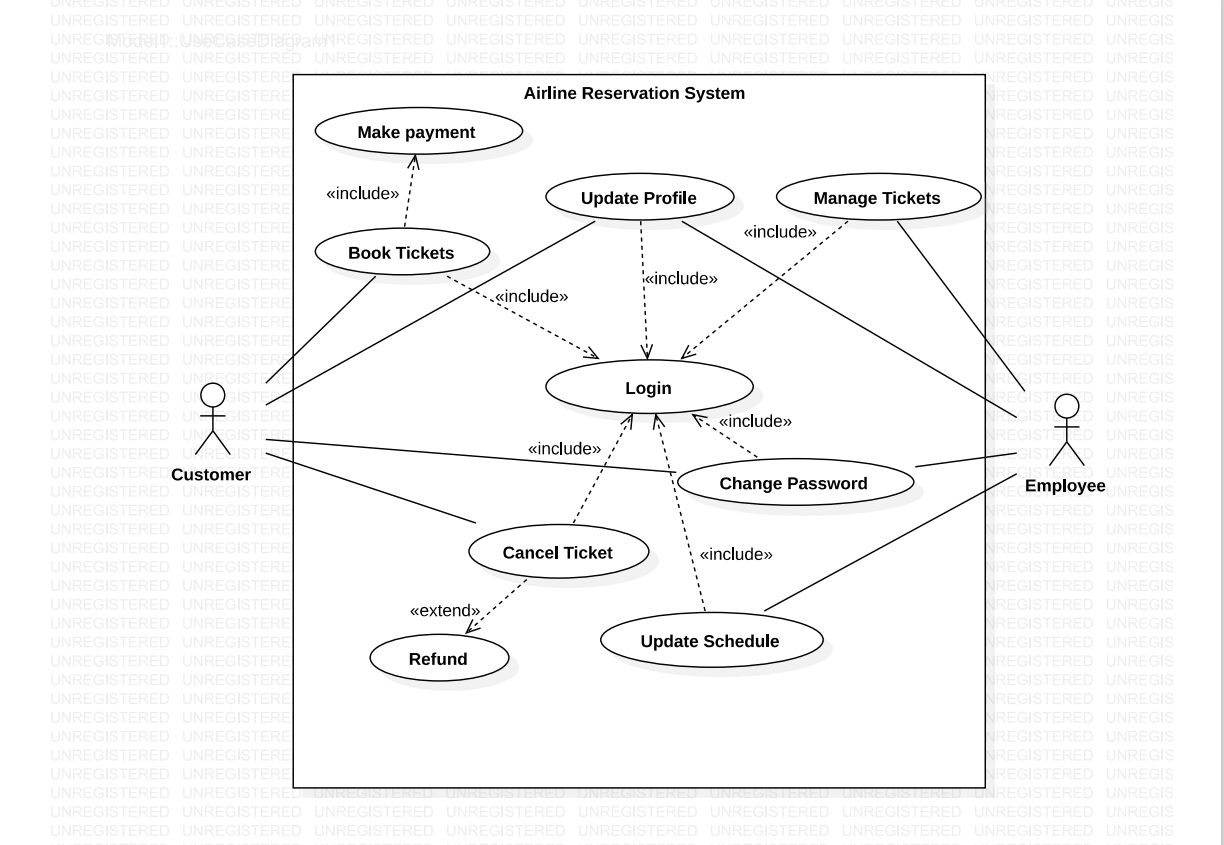 Model1::UseCaseDiagram1
Airline Reservation System
Make payment
«include»
Update Profile
Manage Tickets
«include»
Book Tickets
«include»
«include»
Login
«include»
«include»
Customer
Change Password
Employee
Cancel Ticket
«include»
«extend»
Update Schedule
Refund
UNREGISTERED